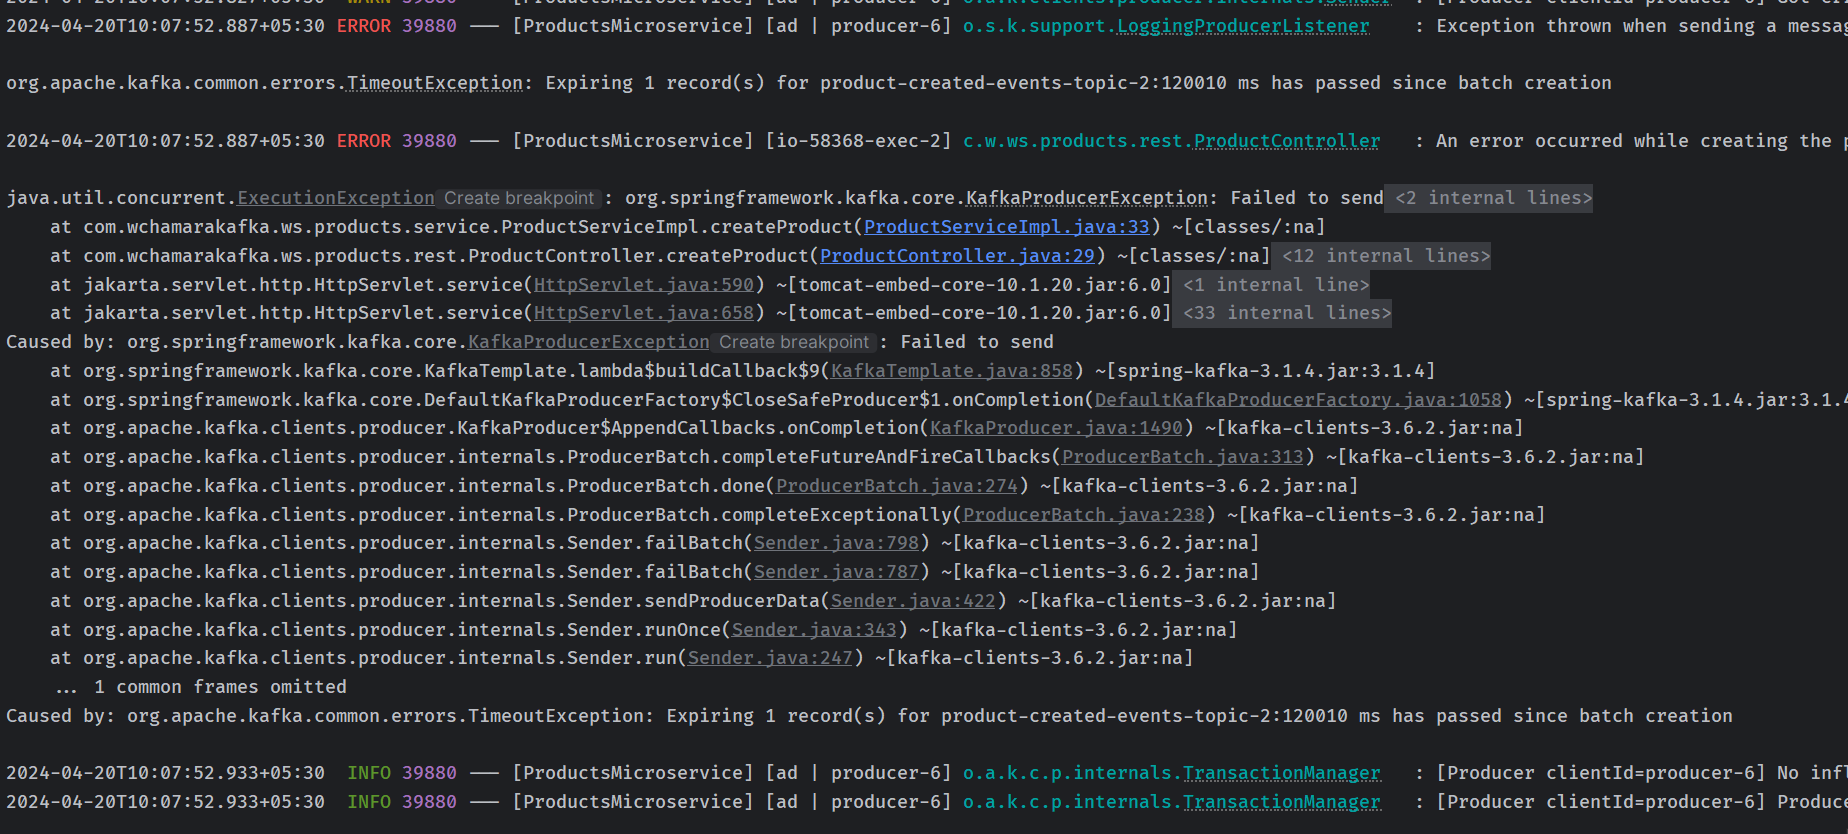 2024-04-20T10:07:52.827+05:30 WARN 39880 --- [ProductsMicroservice] [ad | producer-6] o.a.k.clients.producer.internals.Sender : [Producer clientId=producer-6] Got
2024-04-20T10:07:52.887+05:30 ERROR 39880 --- [ProductsMicroservice] [ad | producer-6] o.s.k.support.LoggingProducerListener : Exception thrown when sending a messag
org.apache.kafka.common.errors.TimeoutException: Expiring 1 record(s) for product-created-events-topic-2:120010 ms has passed since batch creation
2024-04-20T10:07:52.887+05:30 ERROR 39880 --- [ProductsMicroservice] [io-58368-exec-2] c.w.ws.products.rest.ProductController : An error occurred while creating the p
java.util.concurrent.ExecutionException Create breakpoint : org.springframework.kafka.core.KafkaProducerException: Failed to send <2 internal lines>
at com.wchamarakafka.ws.products.service.ProductServiceImpl.createProduct(ProductServiceImpl.java:33) ~[classes/:na]
at com.wchamarakafka.ws.products.rest.ProductController.createProduct(ProductController.java:29) ~[classes/:na] <12 internal lines>
at jakarta.servlet.http.HttpServlet.service(HttpServlet.java:590) ~[tomcat-embed-core-10.1.20.jar:6.0] <1 internal line>
at jakarta.servlet.http.HttpServlet.service(HttpServlet.java:658) ~[tomcat-embed-core-10.1.20.jar:6.0] <33 internal lines>
Caused by: org.springframework.kafka.core.KafkaProducerException Create breakpoint : Failed to send
at org.springframework.kafka.core.KafkaTemplate.lambda$buildCallback$9(KafkaTemplate.java:858) ~[spring-kafka-3.1.4.jar:3.1.4]
at org.springframework.kafka.core.DefaultKafkaProducerFactory$CloseSafeProducer$1.onCompletion(DefaultKafkaProducerFactory.java:1058) ~[spring-kafka-3.1.4.jar:3.1.4
at org.apache.kafka.clients.producer.KafkaProducer$AppendCallbacks.onCompletion(KafkaProducer.java:1490) ~[kafka-clients-3.6.2.jar:na]
at org.apache.kafka.clients.producer.internals.ProducerBatch.completeFutureAndFireCallbacks(ProducerBatch.java:313) ~[kafka-clients-3.6.2.jar:na]
at org.apache.kafka.clients.producer.internals.ProducerBatch.done(ProducerBatch.java:274) ~[kafka-clients-3.6.2.jar:na]
at org.apache.kafka.clients.producer.internals.ProducerBatch.completeExceptionally(ProducerBatch.java:238) ~[kafka-clients-3.6.2.jar:na]
at org.apache.kafka.clients.producer.internals.Sender.failBatch(Sender.java:798) ~[kafka-clients-3.6.2.jar:na]
at org.apache.kafka.clients.producer.internals.Sender.failBatch(Sender.java:787) ~[kafka-clients-3.6.2.jar:na]
at org.apache.kafka.clients.producer.internals.Sender.sendProducerData(Sender.java:422) ~[kafka-clients-3.6.2.jar:na]
at org.apache.kafka.clients.producer.internals.Sender.runOnce(Sender.java:343) ~[kafka-clients-3.6.2.jar:na]
at org.apache.kafka.clients.producer.internals.Sender.run(Sender.java:247) ~[kafka-clients-3.6.2.jar:na]
... 1 common frames omitted
Caused by: org.apache.kafka.common.errors.TimeoutException: Expiring 1 record(s) for product-created-events-topic-2:120010 ms has passed since batch creation
2024-04-20T10:07:52.933+05:30 INFO 39880 --- [ProductsMicroservice] [ad | producer-6] o.a.k.c.p.internals.TransactionManager : [Producer clientId=producer-6] No infl
2024-04-20T10:07:52.933+05:30 INFO 39880 --- [ProductsMicroservice] [ad | producer-6] o.a.k.c.p.internals.TransactionManager : [Producer clientId=producer-6] Produce